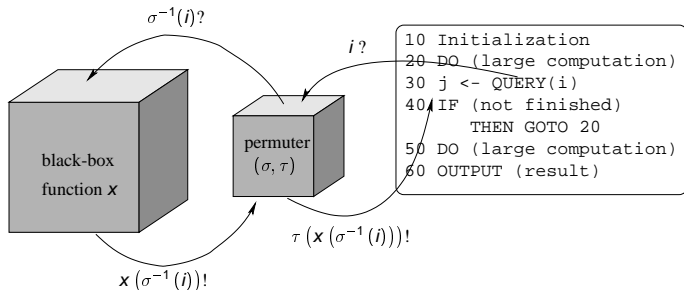 σ⁻¹(i)?
i ?
10 Initialization
20 DO (large computation)
30 j <- QUERY(i)
40 IF (not finished)
THEN GOTO 20
50 DO (large computation)
60 OUTPUT (result)
permuter
(σ, τ)
black-box
function x
τ (x (σ⁻¹(i)))!
x (σ⁻¹(i))!